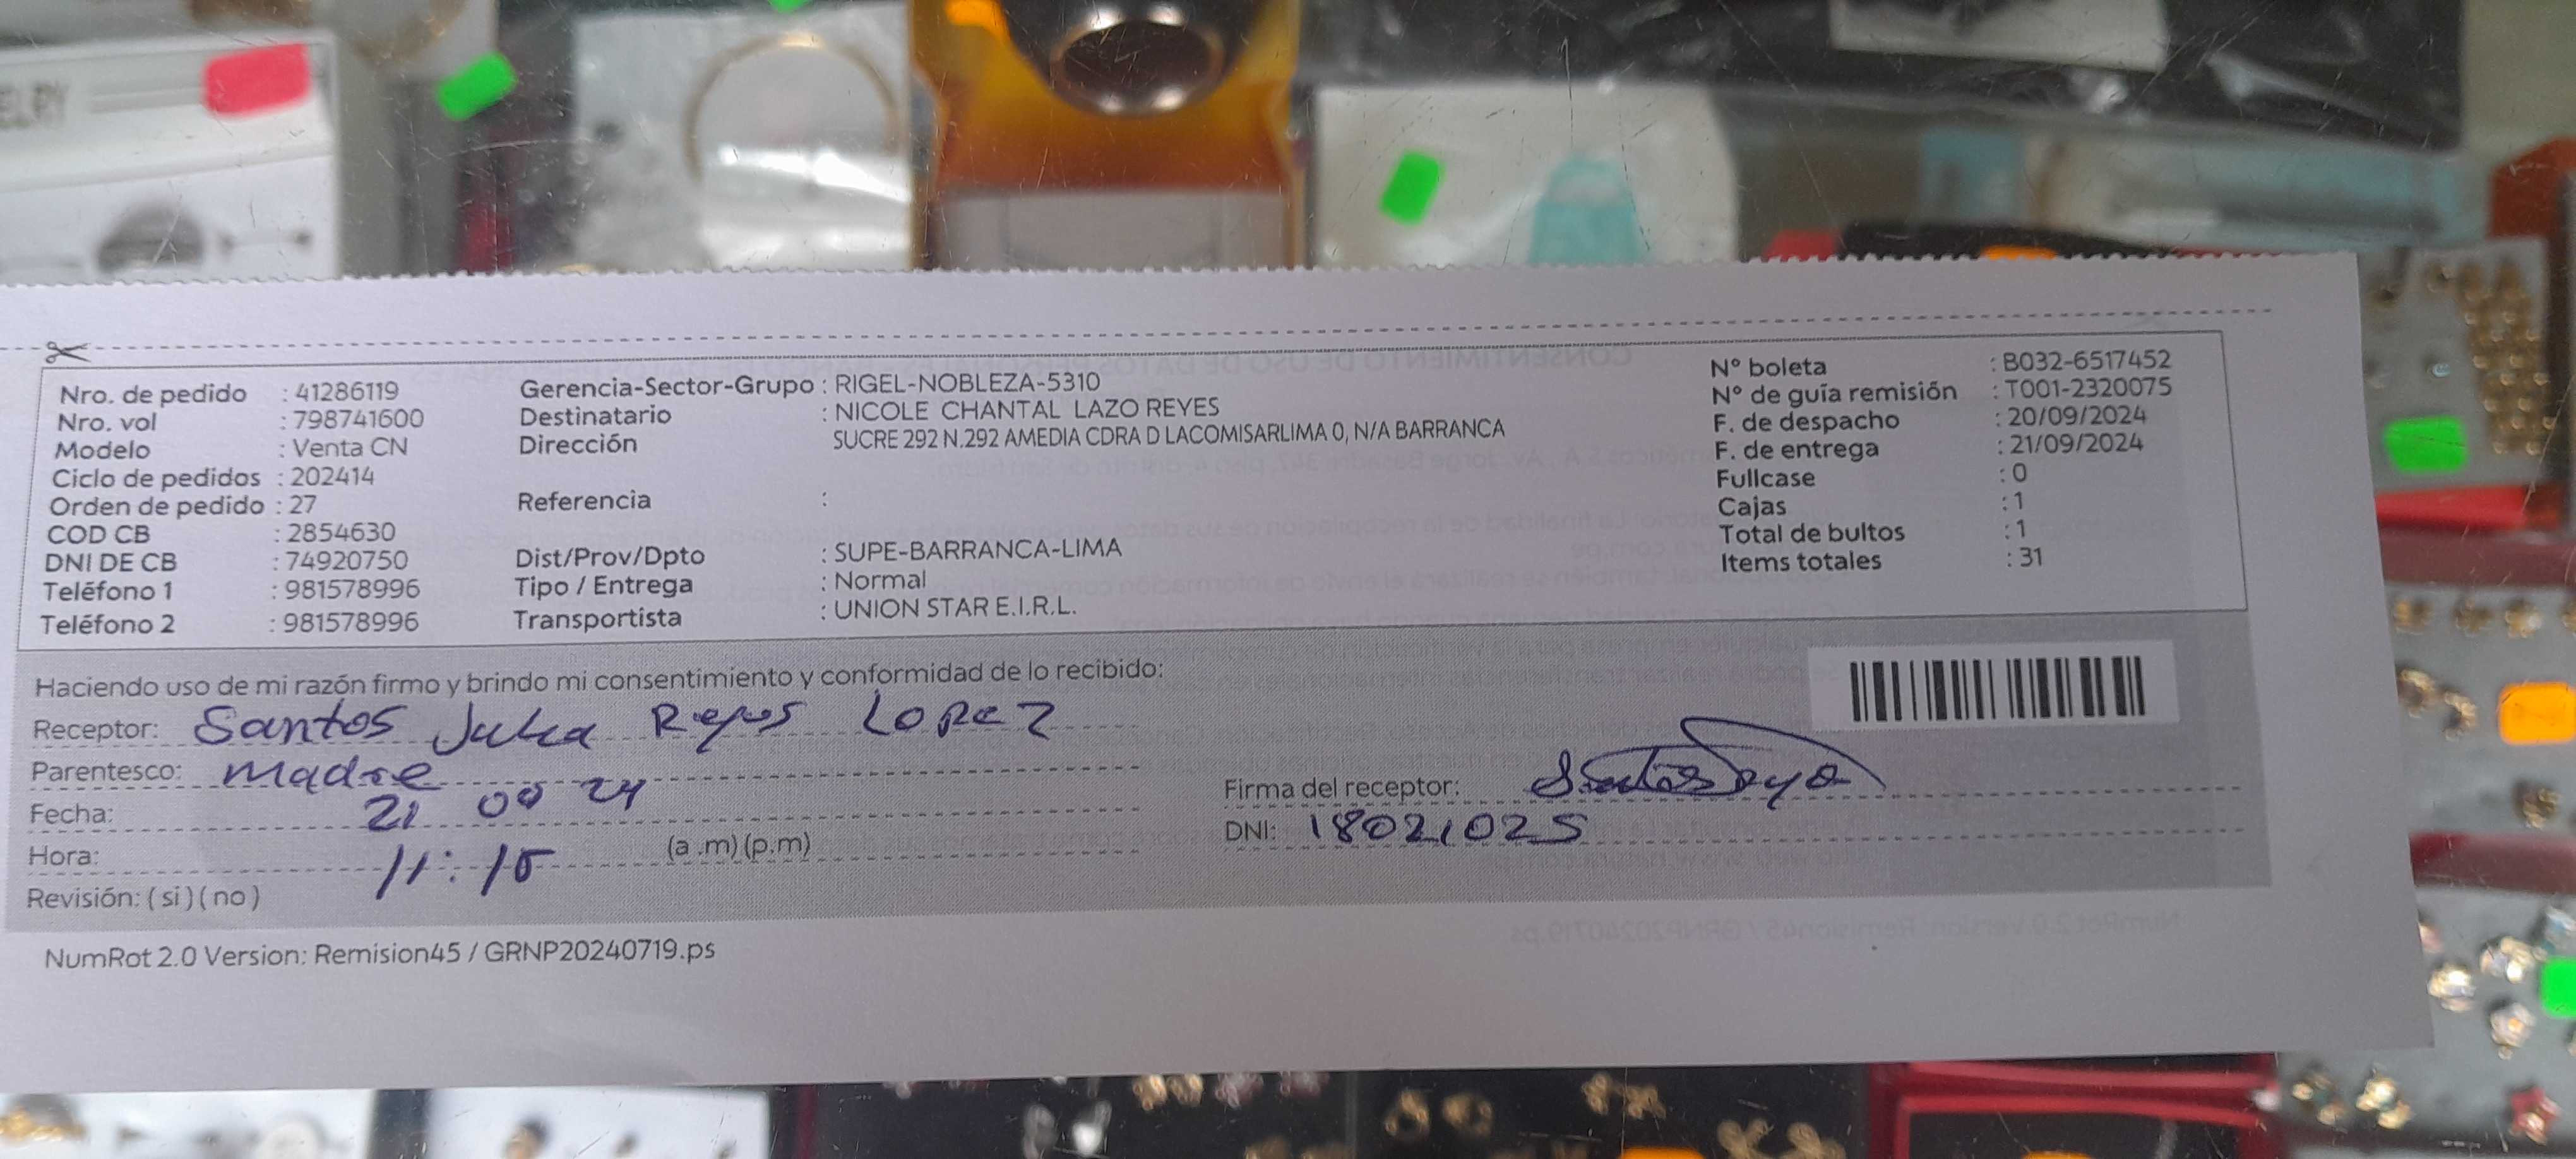 ELRY
Nro. de pedido : 41286119
Nro. vol : 798741600
Modelo : Venta CN
Ciclo de pedidos : 202414
Orden de pedido : 27
COD CB : 2854630
DNI DE CB : 74920750
Teléfono 1 : 981578996
Teléfono 2 : 981578996
Gerencia-Sector-Grupo : RIGEL-NOBLEZA-5310
Destinatario : NICOLE CHANTAL LAZO REYES
Dirección SUCRE 292 N.292 AMEDIA CDRA D LACOMISARLIMA 0, N/A BARRANCA
Referencia :
Dist/Prov/Dpto : SUPE-BARRANCA-LIMA
Tipo / Entrega : Normal
Transportista : UNION STAR E.I.R.L.
N° boleta : B032-6517452
N° de guía remisión : T001-2320075
F. de despacho : 20/09/2024
F. de entrega : 21/09/2024
Fullcase : 0
Cajas : 1
Total de bultos : 1
Items totales : 31
Haciendo uso de mi razón firmo y brindo mi consentimiento y conformidad de lo recibido:
Receptor: Santos Julia Reyes Lopez
Parentesco: Madre
Fecha: 21 09 24
Hora: 11:15 (a .m) (p.m)
Revisión: ( si ) ( no )
Firma del receptor:
DNI: 18021025
NumRot 2.0 Version: Remision45 / GRNP20240719.ps